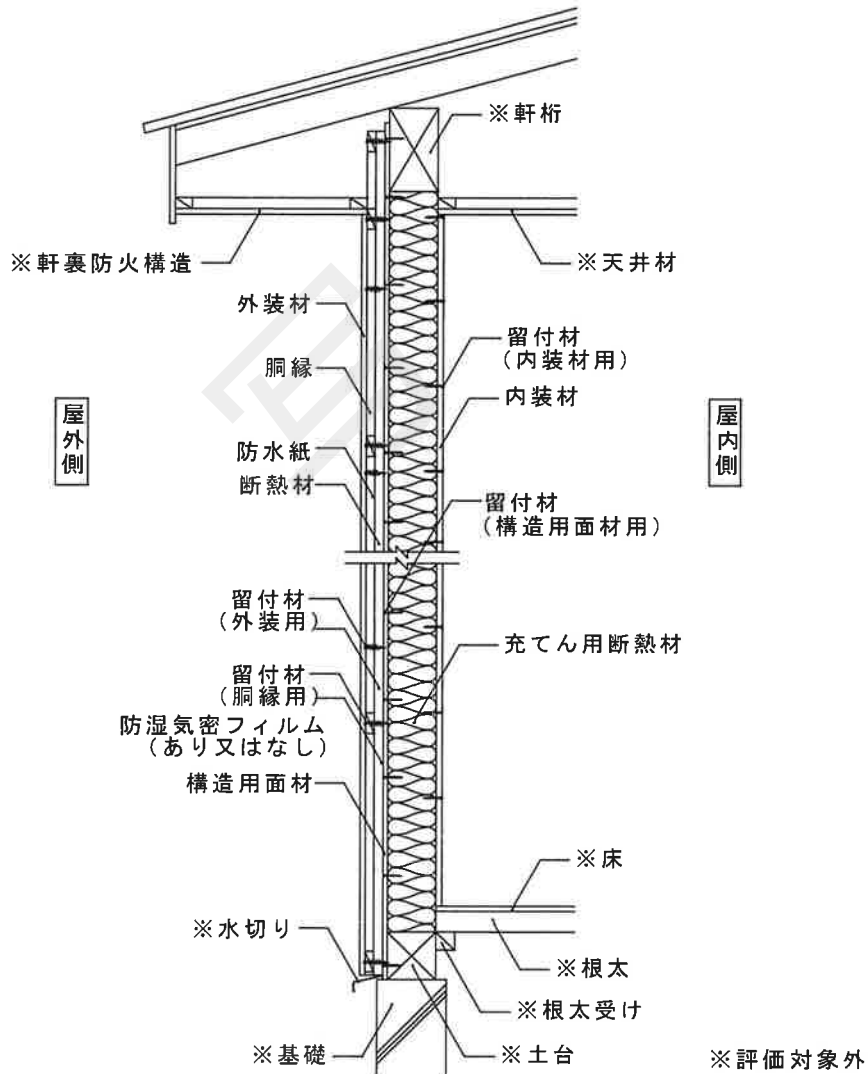 ※軒桁
※軒裏防火構造
※天井材
外装材
胴縁
防水紙
断熱材
留付材
(内装材用)
内装材
留付材
(構造用面材用)
屋外側
屋内側
留付材
(外装用)
留付材
(胴縁用)
防湿気密フィルム
(あり又はなし)
構造用面材
充てん用断熱材
※水切り
※床
※根太
※根太受け
※基礎
※土台
※評価対象外